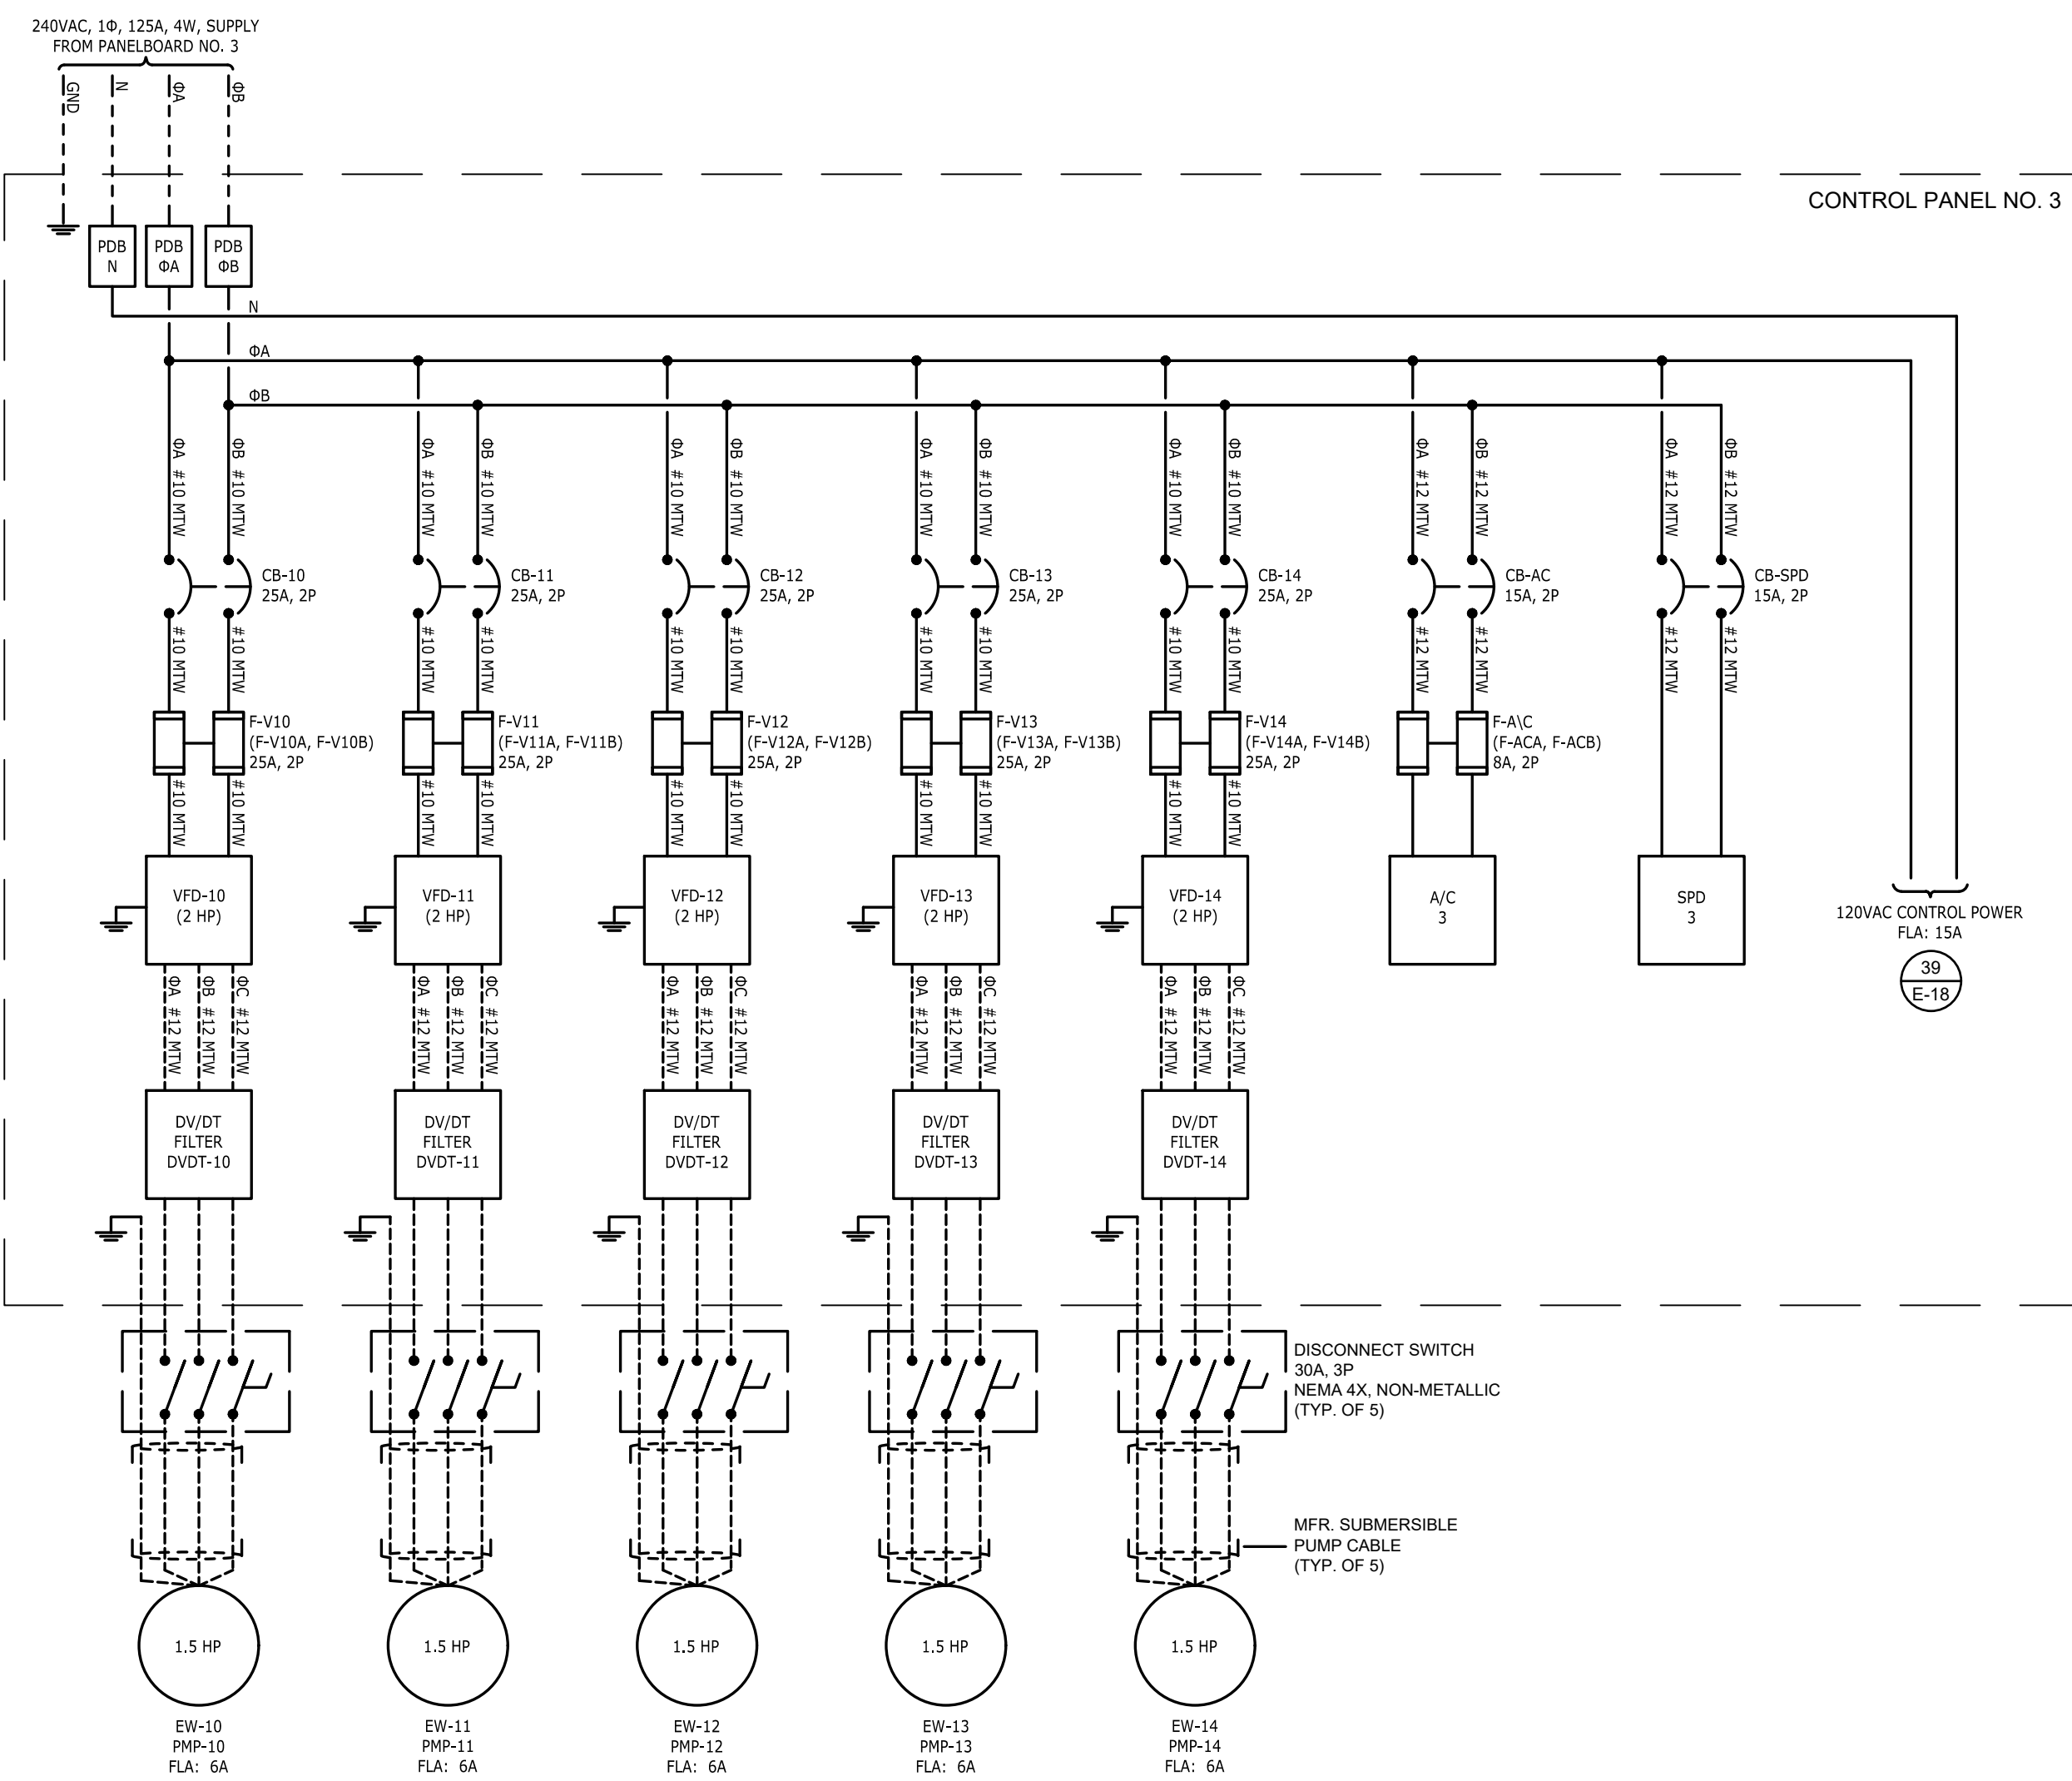 240VAC, 1Φ, 125A, 4W, SUPPLY
FROM PANELBOARD NO. 3
GND
N
ΦA
ΦB
CONTROL PANEL NO. 3
PDB
N
PDB
ΦA
PDB
ΦB
N
ΦA
ΦB
ΦA #10 MTW
ΦB #10 MTW
ΦA #10 MTW
ΦB #10 MTW
ΦA #10 MTW
ΦB #10 MTW
ΦA #10 MTW
ΦB #10 MTW
ΦA #10 MTW
ΦB #10 MTW
ΦA #12 MTW
ΦB #12 MTW
ΦA #12 MTW
ΦB #12 MTW
CB-10
25A, 2P
CB-11
25A, 2P
CB-12
25A, 2P
CB-13
25A, 2P
CB-14
25A, 2P
CB-AC
15A, 2P
CB-SPD
15A, 2P
#10 MTW
#10 MTW
#10 MTW
#10 MTW
#10 MTW
#10 MTW
#10 MTW
#10 MTW
#10 MTW
#10 MTW
#12 MTW
#12 MTW
#12 MTW
#12 MTW
F-V10
(F-V10A, F-V10B)
25A, 2P
F-V11
(F-V11A, F-V11B)
25A, 2P
F-V12
(F-V12A, F-V12B)
25A, 2P
F-V13
(F-V13A, F-V13B)
25A, 2P
F-V14
(F-V14A, F-V14B)
25A, 2P
F-A\C
(F-ACA, F-ACB)
8A, 2P
#10 MTW
#10 MTW
#10 MTW
#10 MTW
#10 MTW
#10 MTW
#10 MTW
#10 MTW
#10 MTW
#10 MTW
VFD-10
(2 HP)
VFD-11
(2 HP)
VFD-12
(2 HP)
VFD-13
(2 HP)
VFD-14
(2 HP)
A/C
3
SPD
3
120VAC CONTROL POWER
FLA: 15A
39
E-18
ΦA #12 MTW
ΦB #12 MTW
ΦC #12 MTW
ΦA #12 MTW
ΦB #12 MTW
ΦC #12 MTW
ΦA #12 MTW
ΦB #12 MTW
ΦC #12 MTW
ΦA #12 MTW
ΦB #12 MTW
ΦC #12 MTW
ΦA #12 MTW
ΦB #12 MTW
ΦC #12 MTW
DV/DT
FILTER
DVDT-10
DV/DT
FILTER
DVDT-11
DV/DT
FILTER
DVDT-12
DV/DT
FILTER
DVDT-13
DV/DT
FILTER
DVDT-14
DISCONNECT SWITCH
30A, 3P
NEMA 4X, NON-METALLIC
(TYP. OF 5)
MFR. SUBMERSIBLE
PUMP CABLE
(TYP. OF 5)
1.5 HP
1.5 HP
1.5 HP
1.5 HP
1.5 HP
EW-10
PMP-10
FLA: 6A
EW-11
PMP-11
FLA: 6A
EW-12
PMP-12
FLA: 6A
EW-13
PMP-13
FLA: 6A
EW-14
PMP-14
FLA: 6A